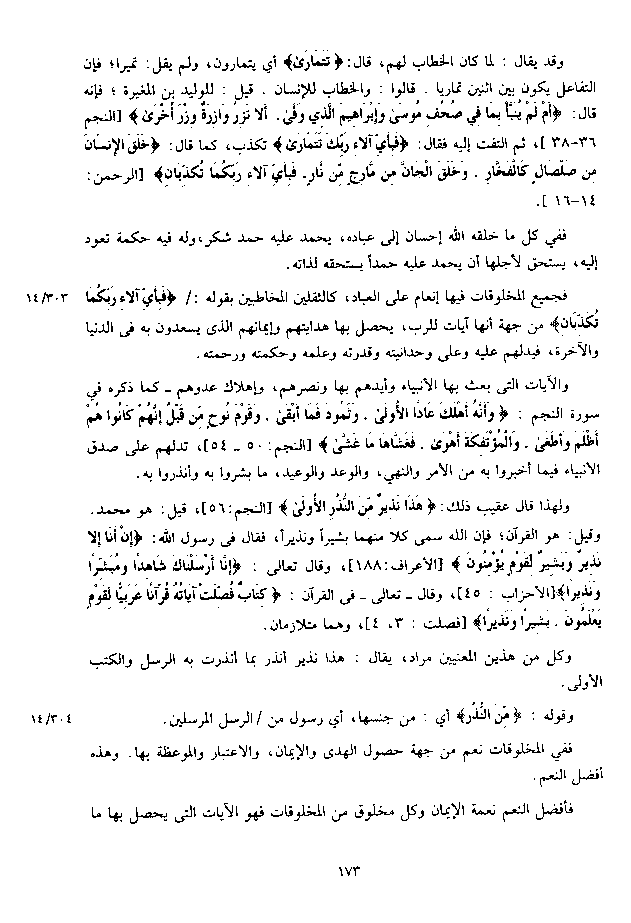 وقد يقال : لما كان الخطاب لهم، قال: ﴿ تَتَمَارَىٰ﴾ أي يتمارون، ولم يقل: تميرا؛ فإن
التفاعل يكون بين اثنين تماريا . قالوا : والخطاب للإنسان . قيل : للوليد بن المغيرة ؛ فإنه
قال: ﴿أَمْ لَمْ يُنَبَّأْ بِمَا فِي صُحُفِ مُوسَىٰ وَإِبْرَاهِيمَ الَّذِي وَفَّىٰ . أَلَّا تَزِرُ وَازِرَةٌ وِزْرَ أُخْرَىٰ﴾ [النجم
٣٦-٣٨ ]، ثم التفت إليه فقال: ﴿فَبِأَيِّ آلَاءِ رَبِّكَ تَتَمَارَىٰ﴾ تكذب، كما قال: ﴿خَلَقَ الْإِنسَانَ
مِن صَلْصَالٍ كَالْفَخَّارِ . وَخَلَقَ الْجَانَّ مِن مَّارِجٍ مِّن نَّارٍ. فَبِأَيِّ آلَاءِ رَبِّكُمَا تُكَذِّبَانِ﴾ [الرحمن:
١٤-١٦ ].
ففي كل ما خلقه الله إحسان إلى عباده، يحمد عليه حمد شكر،وله فيه حكمة تعود
إليه، يستحق لأجلها أن يحمد عليه حمداً يستحقه لذاته.
فجميع المخلوقات فيها إنعام على العباد، كالثقلين المخاطبين بقوله :/ ﴿فَبِأَيِّ آلَاءِ رَبِّكُمَا ١٤/٣٠٣
تُكَذِّبَانِ﴾ من جهة أنها آيات للرب، يحصل بها هدايتهم وإيمانهم الذى يسعدون به فى الدنيا
والآخرة، فيدلهم عليه وعلى وحدانيته وقدرته وعلمه وحكمته ورحمته.
والآيات التى بعث بها الأنبياء وأيدهم بها ونصرهم، وإهلاك عدوهم ـ كما ذكره في
سورة النجم : ﴿ وَأَنَّهُ أَهْلَكَ عَادًا الْأُولَىٰ . وَثَمُودَ فَمَا أَبْقَىٰ . وَقَوْمَ نُوحٍ مِّن قَبْلُ إِنَّهُمْ كَانُوا هُمْ
أَظْلَمَ وَأَطْغَىٰ . وَالْمُؤْتَفِكَةَ أَهْوَىٰ . فَغَشَّاهَا مَا غَشَّىٰ ﴾ [النجم: ٥٠ ـ ٥٤]، تدلهم على صدق
الأنبياء فيما أخبروا به من الأمر والنهي، والوعد والوعيد، ما بشروا به وأنذروا به.
ولهذا قال عقيب ذلك: ﴿ هَذَا نَذِيرٌ مِّنَ النُّذُرِ الْأُولَىٰ ﴾ [النجم:٥٦]، قيل: هو محمد.
وقيل: هو القرآن؛ فإن الله سمى كلا منهما بشيراً ونذيراً، فقال فى رسول الله: ﴿إِنْ أَنَا إِلَّا
نَذِيرٌ وَبَشِيرٌ لِّقَوْمٍ يُؤْمِنُونَ ﴾ [الأعراف:١٨٨]، وقال تعالى : ﴿إِنَّا أَرْسَلْنَاكَ شَاهِدًا وَمُبَشِّرًا
وَنَذِيرًا﴾[الأحزاب : ٤٥]، وقال ـ تعالى ـ فى القرآن : ﴿ كِتَابٌ فُصِّلَتْ آيَاتُهُ قُرْآنًا عَرَبِيًّا لِّقَوْمٍ
يَعْلَمُونَ . بَشِيرًا وَنَذِيرًا﴾ [فصلت : ٣، ٤]، وهما متلازمان.
وكل من هذين المعنيين مراد، يقال : هذا نذير أنذر بما أنذرت به الرسل والكتب
الأولى.
وقوله : ﴿ مِّنَ النُّذُرِ﴾ أي : من جنسها، أي رسول من / الرسل المرسلين. ١٤/٣٠٤
ففي المخلوقات نعم من جهة حصول الهدى والإيمان، والاعتبار والموعظة بها. وهذه
أفضل النعم.
فأفضل النعم نعمة الإيمان وكل مخلوق من المخلوقات فهو الآيات التى يحصل بها ما
١٧٣